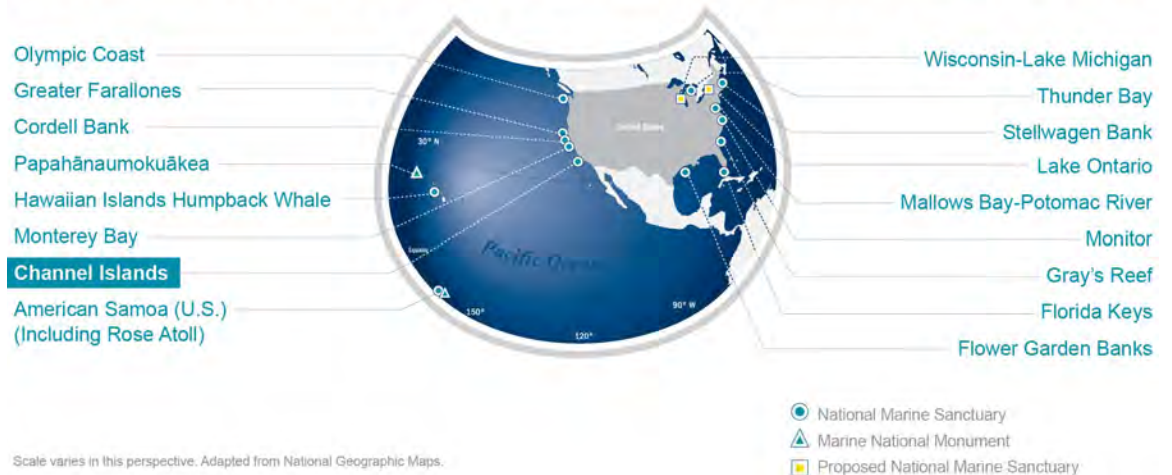 Olympic Coast
Greater Farallones
Cordell Bank
Papahānaumokuākea
Hawaiian Islands Humpback Whale
Monterey Bay
Channel Islands
American Samoa (U.S.)
(Including Rose Atoll)
30° N
United States
Equator
Pacific Ocean
150°
120°
90° W
Wisconsin-Lake Michigan
Thunder Bay
Stellwagen Bank
Lake Ontario
Mallows Bay-Potomac River
Monitor
Gray's Reef
Florida Keys
Flower Garden Banks
National Marine Sanctuary
Marine National Monument
Proposed National Marine Sanctuary
Scale varies in this perspective. Adapted from National Geographic Maps.